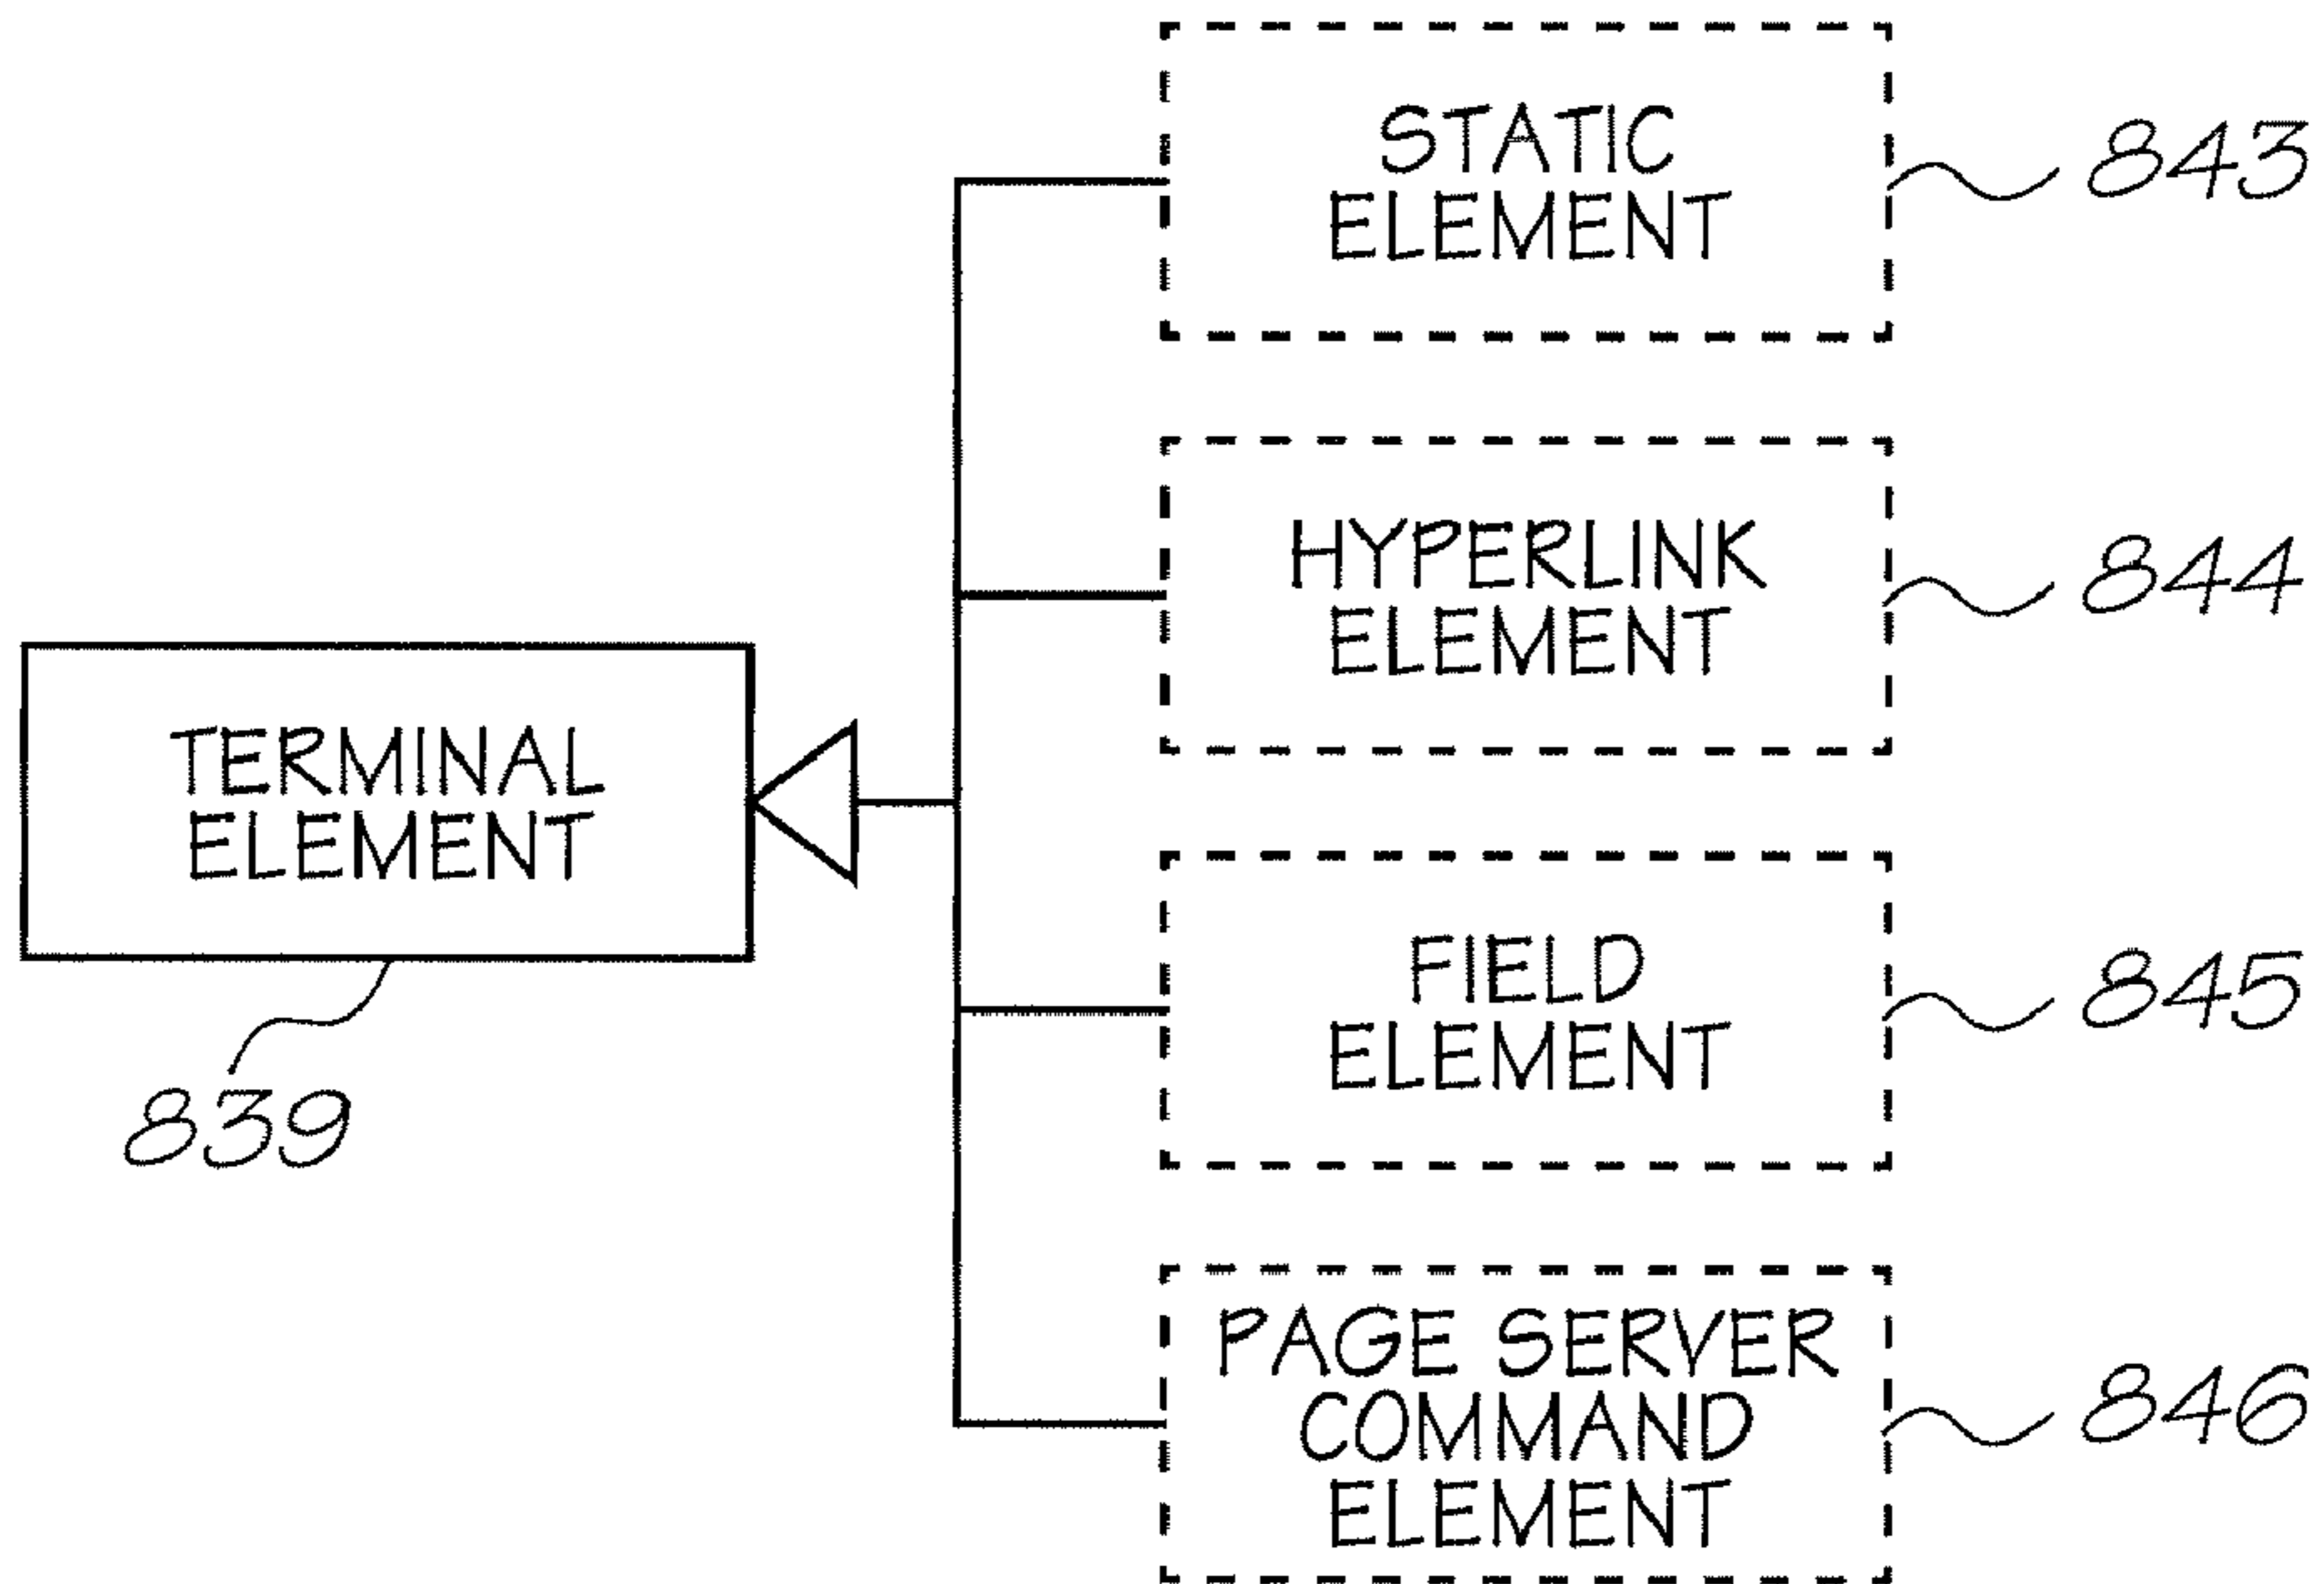 STATIC
ELEMENT
843
HYPERLINK
ELEMENT
844
TERMINAL
ELEMENT
839
FIELD
ELEMENT
845
PAGE SERVER
COMMAND
ELEMENT
846